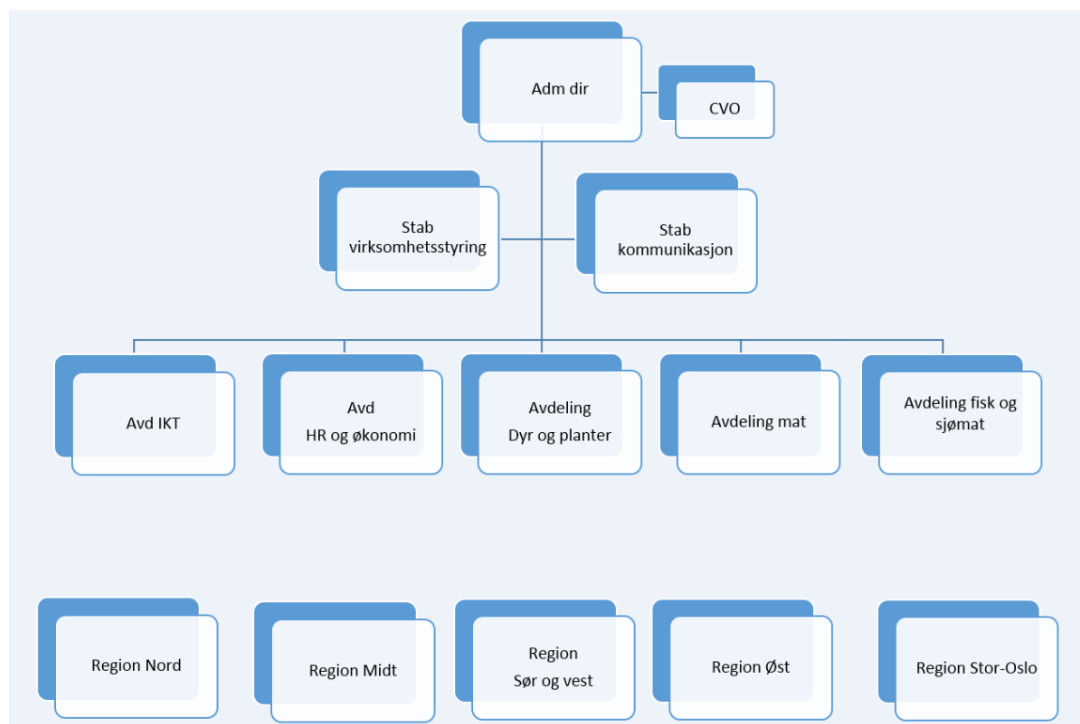 Adm dir
CVO
Stab
virksomhetsstyring
Stab
kommunikasjon
Avd IKT
Avd
HR og økonomi
Avdeling
Dyr og planter
Avdeling mat
Avdeling fisk og
sjømat
Region Nord
Region Midt
Region
Sør og vest
Region Øst
Region Stor-Oslo